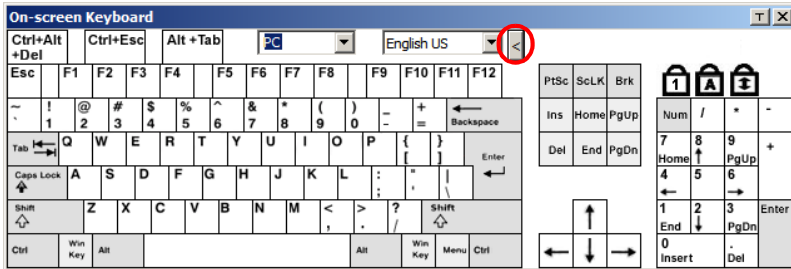 On-screen Keyboard T X
Ctrl+Alt +Del Ctrl+Esc Alt +Tab PC English US <
Esc F1 F2 F3 F4 F5 F6 F7 F8 F9 F10 F11 F12
PtSc ScLK Brk
1 A
~ ! @ # $ % ^ & * ( ) _ +
` 1 2 3 4 5 6 7 8 9 0 - = Backspace
Ins Home PgUp
Num / * -
Tab Q W E R T Y U I O P { }
[ ] Enter
Del End PgDn
7 8 9 +
Home PgUp
Caps Lock A S D F G H J K L : " |
; ' \
4 5 6
Shift Z X C V B N M < > ? Shift
, . /
1 2 3 Enter
End PgDn
Ctrl Win Key Alt Alt Win Key Menu Ctrl
0 .
Insert Del